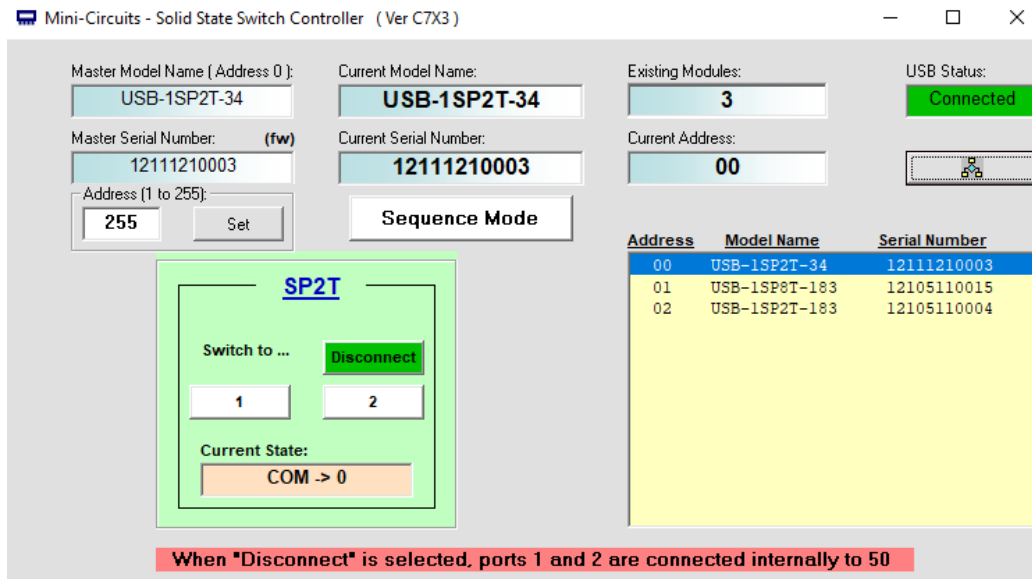 Mini-Circuits - Solid State Switch Controller ( Ver C7X3 )
Master Model Name ( Address 0 ):
USB-1SP2T-34
Current Model Name:
USB-1SP2T-34
Existing Modules:
3
USB Status:
Connected
Master Serial Number: (fw)
12111210003
Current Serial Number:
12111210003
Current Address:
00
Address (1 to 255):
255
Set
Sequence Mode
Address Model Name Serial Number
00 USB-1SP2T-34 12111210003
01 USB-1SP8T-183 12105110015
02 USB-1SP2T-183 12105110004
SP2T
Switch to ...
Disconnect
1
2
Current State:
COM -> 0
When "Disconnect" is selected, ports 1 and 2 are connected internally to 50